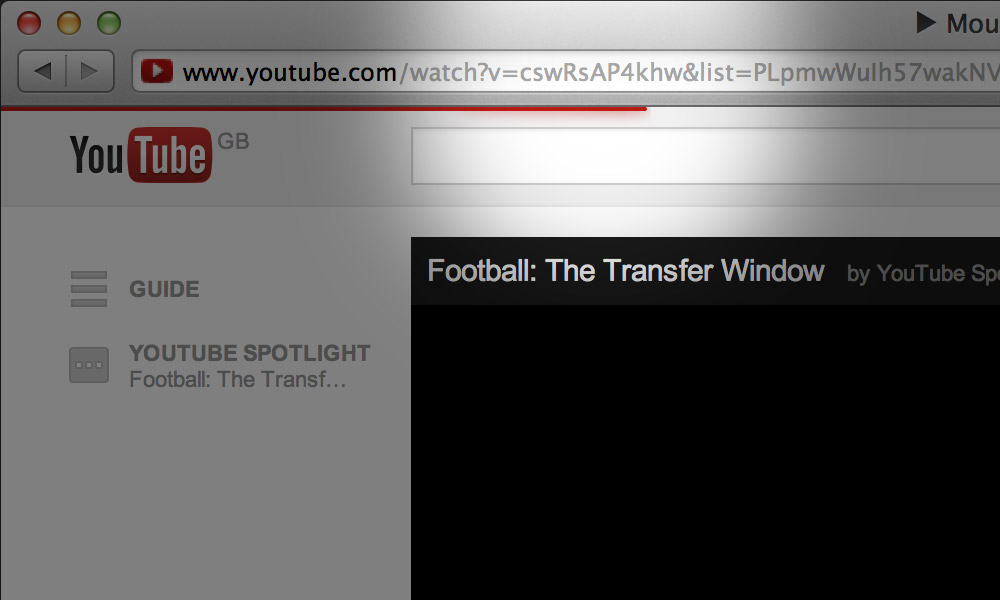 Mou
www.youtube.com/watch?v=cswRsAP4khw&list=PLpmwWuIh57wakNV
YouTube GB
Football: The Transfer Window by YouTube Spo
GUIDE
YOUTUBE SPOTLIGHT
Football: The Transf...